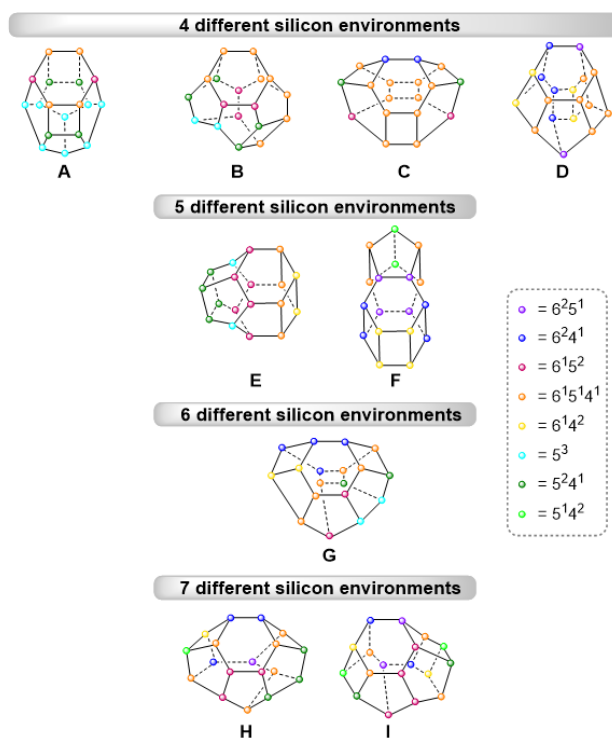 4 different silicon environments
A B C D
5 different silicon environments
E F
6 different silicon environments
G
7 different silicon environments
H I
= 6²5¹
= 6²4¹
= 6¹5²
= 6¹5¹4¹
= 6¹4²
= 5³
= 5²4¹
= 5¹4²